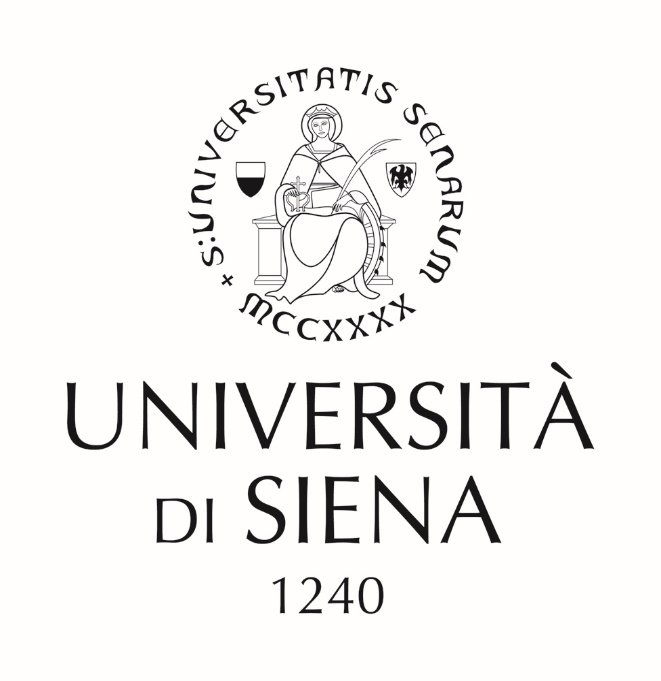 + S:UNIVERSITATIS SENARUM
MCCXXXX
UNIVERSITÀ
DI SIENA
1240